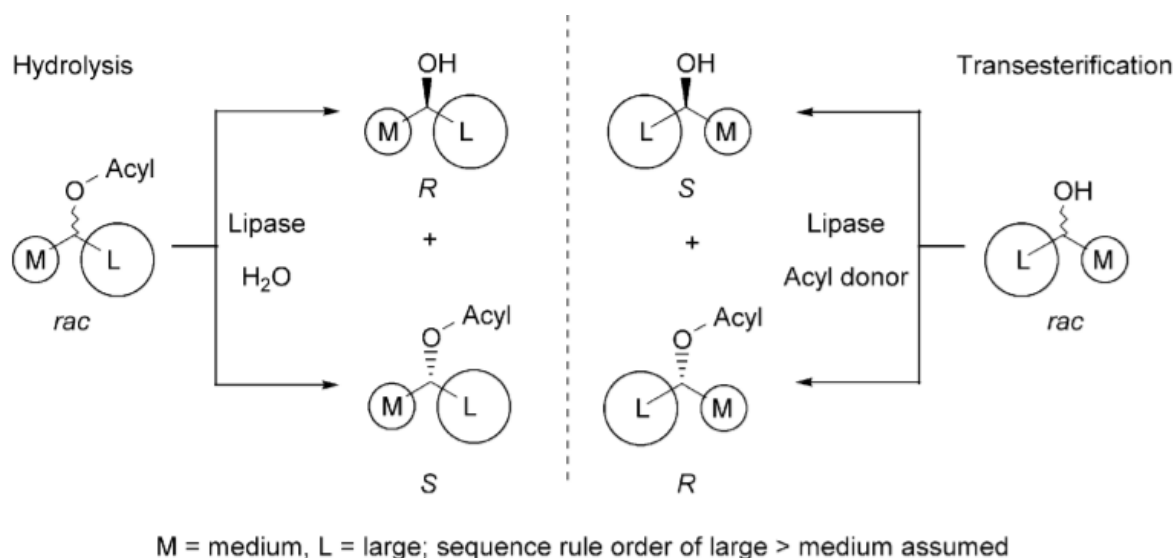 Hydrolysis
OH
M
L
R
+
O
Acyl
M
L
rac
Lipase
H₂O
O
Acyl
M
L
S
OH
L
M
S
+
Transesterification
OH
L
M
rac
Lipase
Acyl donor
O
Acyl
L
M
R
M = medium, L = large; sequence rule order of large > medium assumed